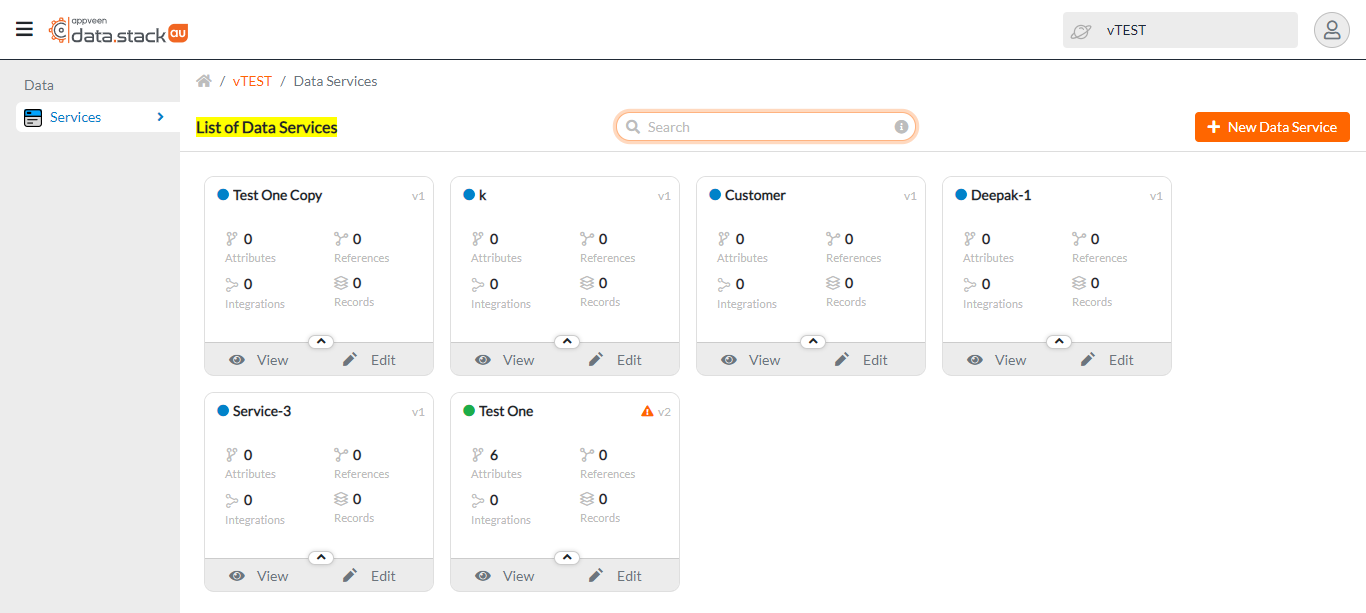 appveen
data.stack au
vTEST
Data
Services
/ vTEST / Data Services
List of Data Services
Search
New Data Service
Test One Copy v1
0 Attributes
0 References
0 Integrations
0 Records
View Edit
k v1
0 Attributes
0 References
0 Integrations
0 Records
View Edit
Customer v1
0 Attributes
0 References
0 Integrations
0 Records
View Edit
Deepak-1 v1
0 Attributes
0 References
0 Integrations
0 Records
View Edit
Service-3 v1
0 Attributes
0 References
0 Integrations
0 Records
View Edit
Test One v2
6 Attributes
0 References
0 Integrations
0 Records
View Edit